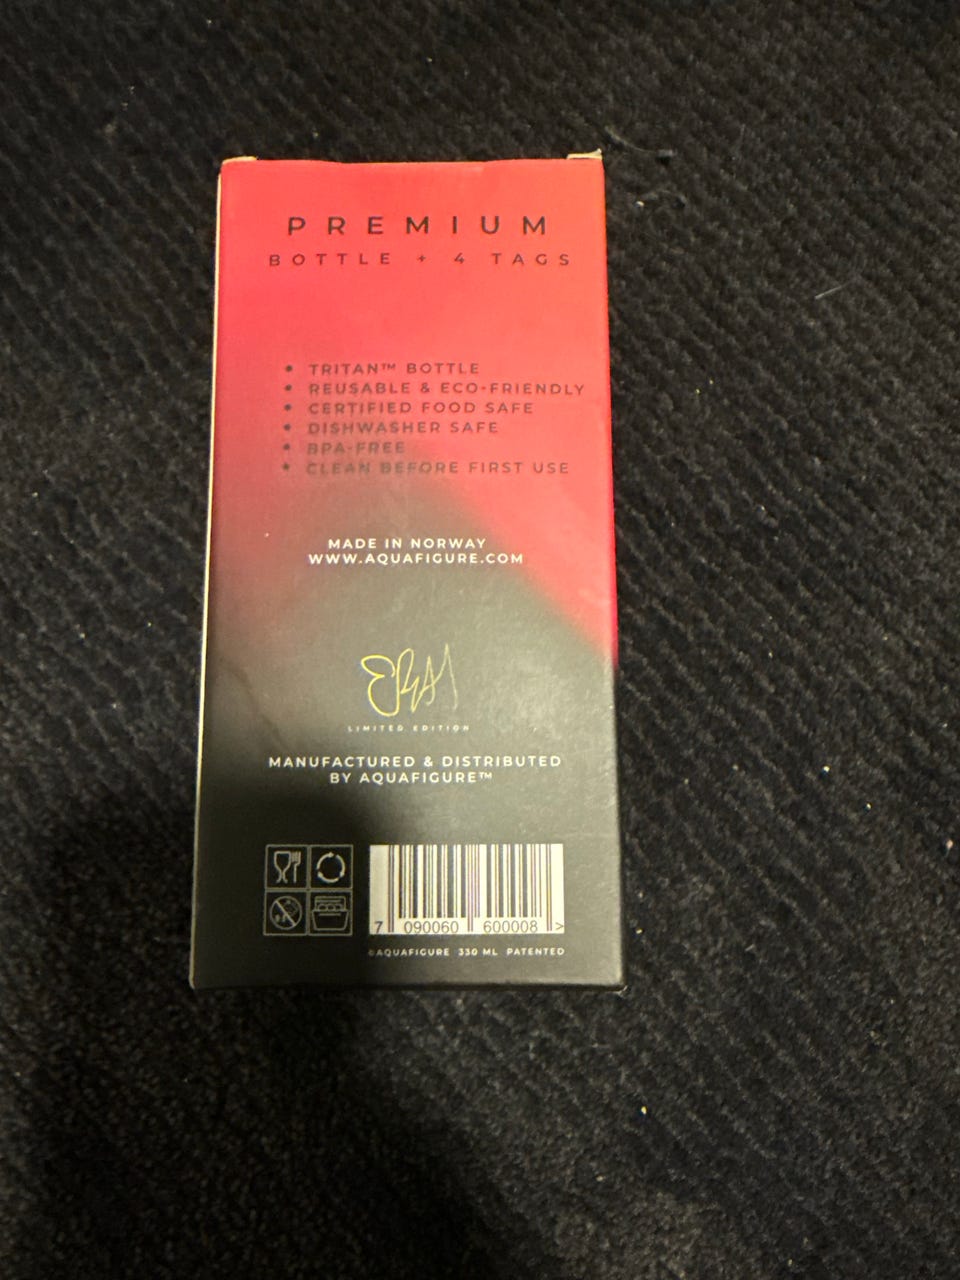 PREMIUM
BOTTLE + 4 TAGS
• TRITAN™ BOTTLE
• REUSABLE & ECO-FRIENDLY
• CERTIFIED FOOD SAFE
• DISHWASHER SAFE
• BPA-FREE
• CLEAN BEFORE FIRST USE
MADE IN NORWAY
WWW.AQUAFIGURE.COM
LIMITED EDITION
MANUFACTURED & DISTRIBUTED
BY AQUAFIGURE™
7 090060 600008 >
©AQUAFIGURE 330 ML PATENTED